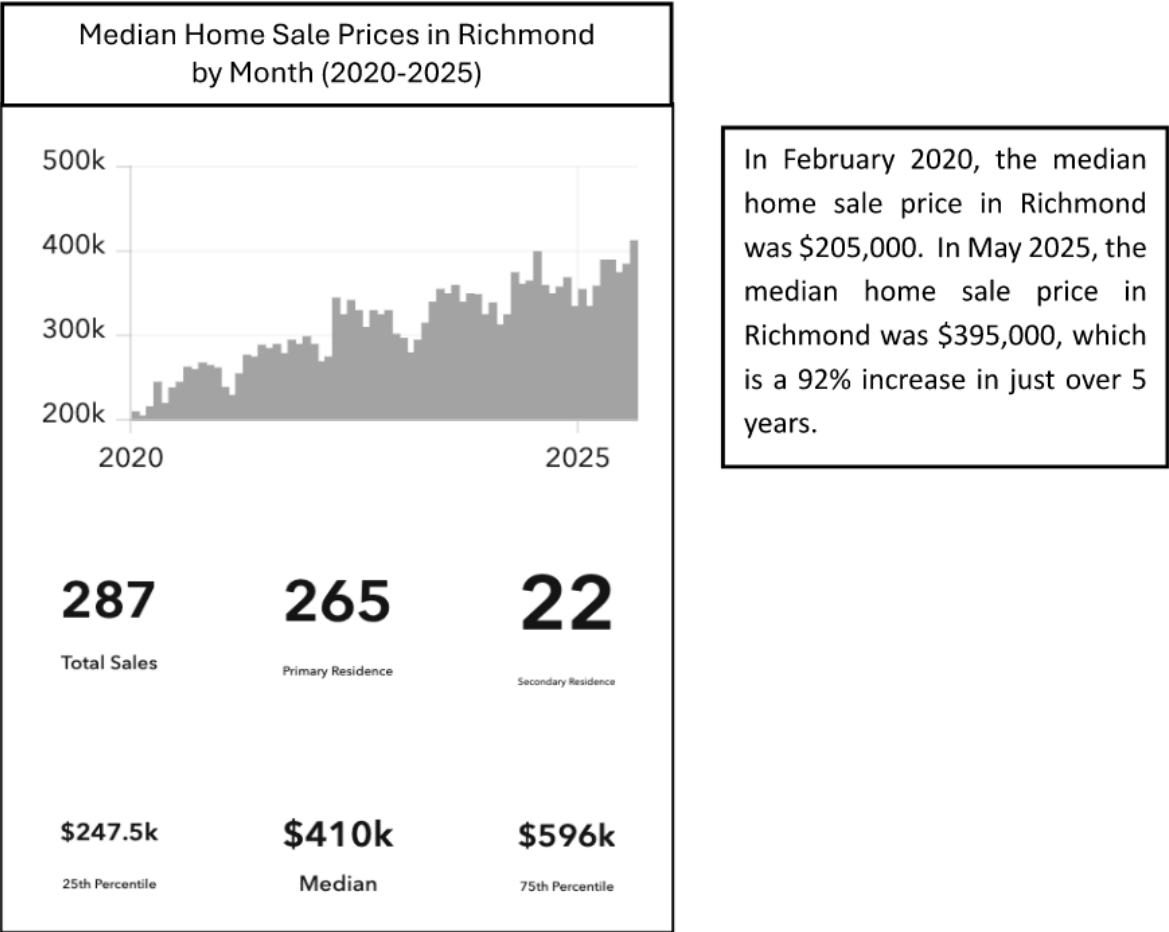 Median Home Sale Prices in Richmond
by Month (2020-2025)
500k
400k
300k
200k
2020
2025
In February 2020, the median
home sale price in Richmond
was $205,000. In May 2025, the
median home sale price in
Richmond was $395,000, which
is a 92% increase in just over 5
years.
287
265
22
Total Sales
Primary Residence
Secondary Residence
$247.5k
$410k
$596k
25th Percentile
Median
75th Percentile